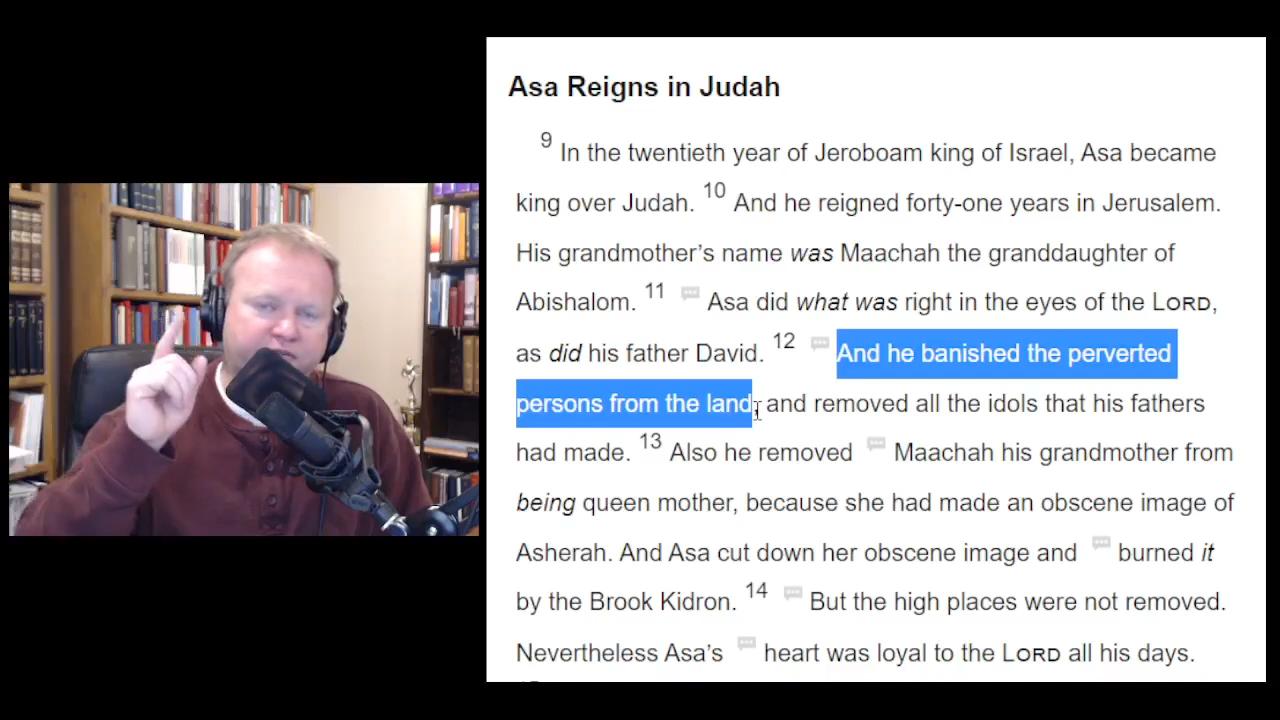 Asa Reigns in Judah
9 In the twentieth year of Jeroboam king of Israel, Asa became
king over Judah. 10 And he reigned forty-one years in Jerusalem.
His grandmother’s name was Maachah the granddaughter of
Abishalom. 11 Asa did what was right in the eyes of the LORD,
as did his father David. 12 And he banished the perverted
persons from the land, and removed all the idols that his fathers
had made. 13 Also he removed Maachah his grandmother from
being queen mother, because she had made an obscene image of
Asherah. And Asa cut down her obscene image and burned it
by the Brook Kidron. 14 But the high places were not removed.
Nevertheless Asa’s heart was loyal to the LORD all his days.